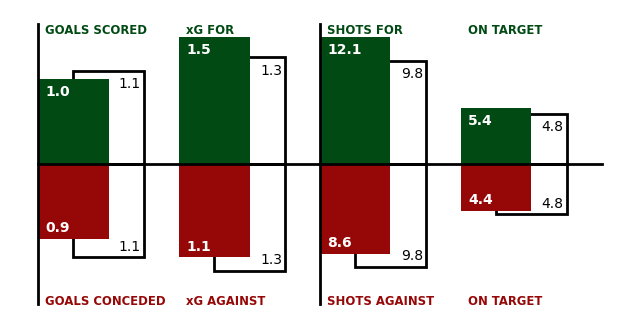 GOALS SCORED xG FOR SHOTS FOR ON TARGET
1.0 1.1 1.5 1.3 12.1 9.8 5.4 4.8
0.9 1.1 1.1 1.3 8.6 9.8 4.4 4.8
GOALS CONCEDED xG AGAINST SHOTS AGAINST ON TARGET